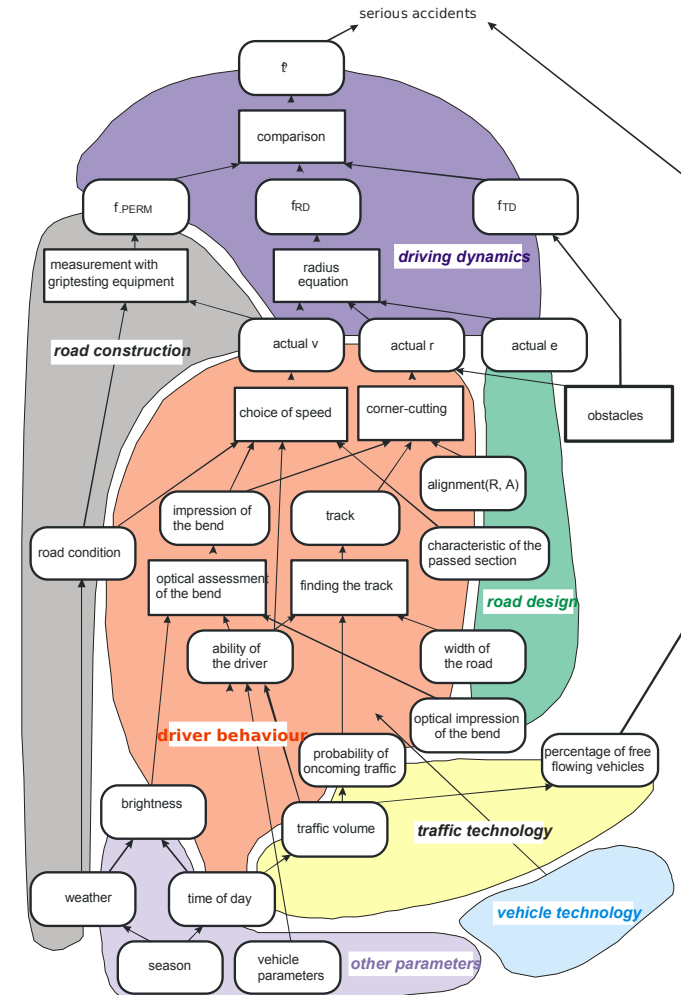 serious accidents
comparison
f.PERM
fRD
fTD
driving dynamics
measurement with
griptesting equipment
radius
equation
road construction
actual v
actual r
actual e
choice of speed
corner-cutting
obstacles
alignment(R, A)
impression of
the bend
track
road condition
characteristic of the
passed section
optical assessment
of the bend
finding the track
road design
ability of
the driver
width of
the road
optical impression
of the bend
driver behaviour
probability of
oncoming traffic
percentage of free
flowing vehicles
brightness
traffic volume
traffic technology
weather
time of day
vehicle technology
season
vehicle
parameters
other parameters